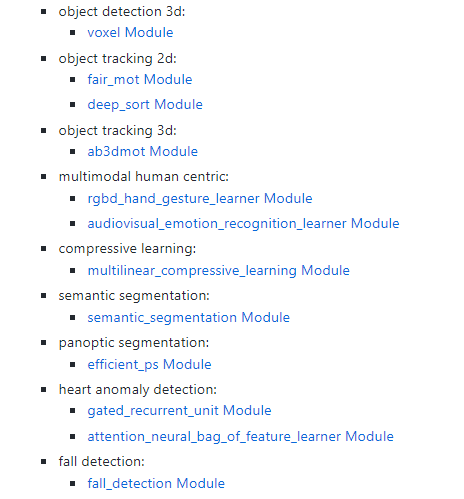 object detection 3d:
voxel Module
object tracking 2d:
fair_mot Module
deep_sort Module
object tracking 3d:
ab3dmot Module
multimodal human centric:
rgbd_hand_gesture_learner Module
audiovisual_emotion_recognition_learner Module
compressive learning:
multilinear_compressive_learning Module
semantic segmentation:
semantic_segmentation Module
panoptic segmentation:
efficient_ps Module
heart anomaly detection:
gated_recurrent_unit Module
attention_neural_bag_of_feature_learner Module
fall detection:
fall_detection Module